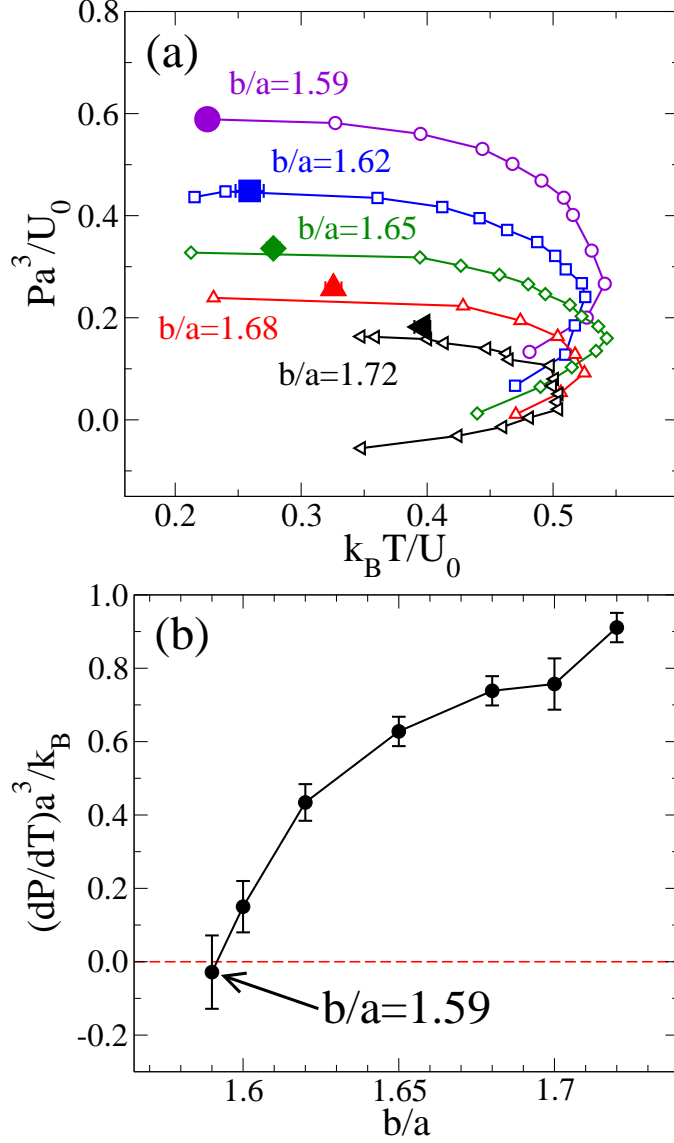 0.8
(a)
b/a=1.59
0.6
b/a=1.62
0.4
b/a=1.65
0.2
b/a=1.68
b/a=1.72
0.0
Pa³/U₀
0.2 0.3 0.4 0.5
k_BT/U₀
1.0
(b)
0.8
0.6
0.4
0.2
0.0
b/a=1.59
-0.2
(dP/dT)a³/k_B
1.6 1.65 1.7
b/a